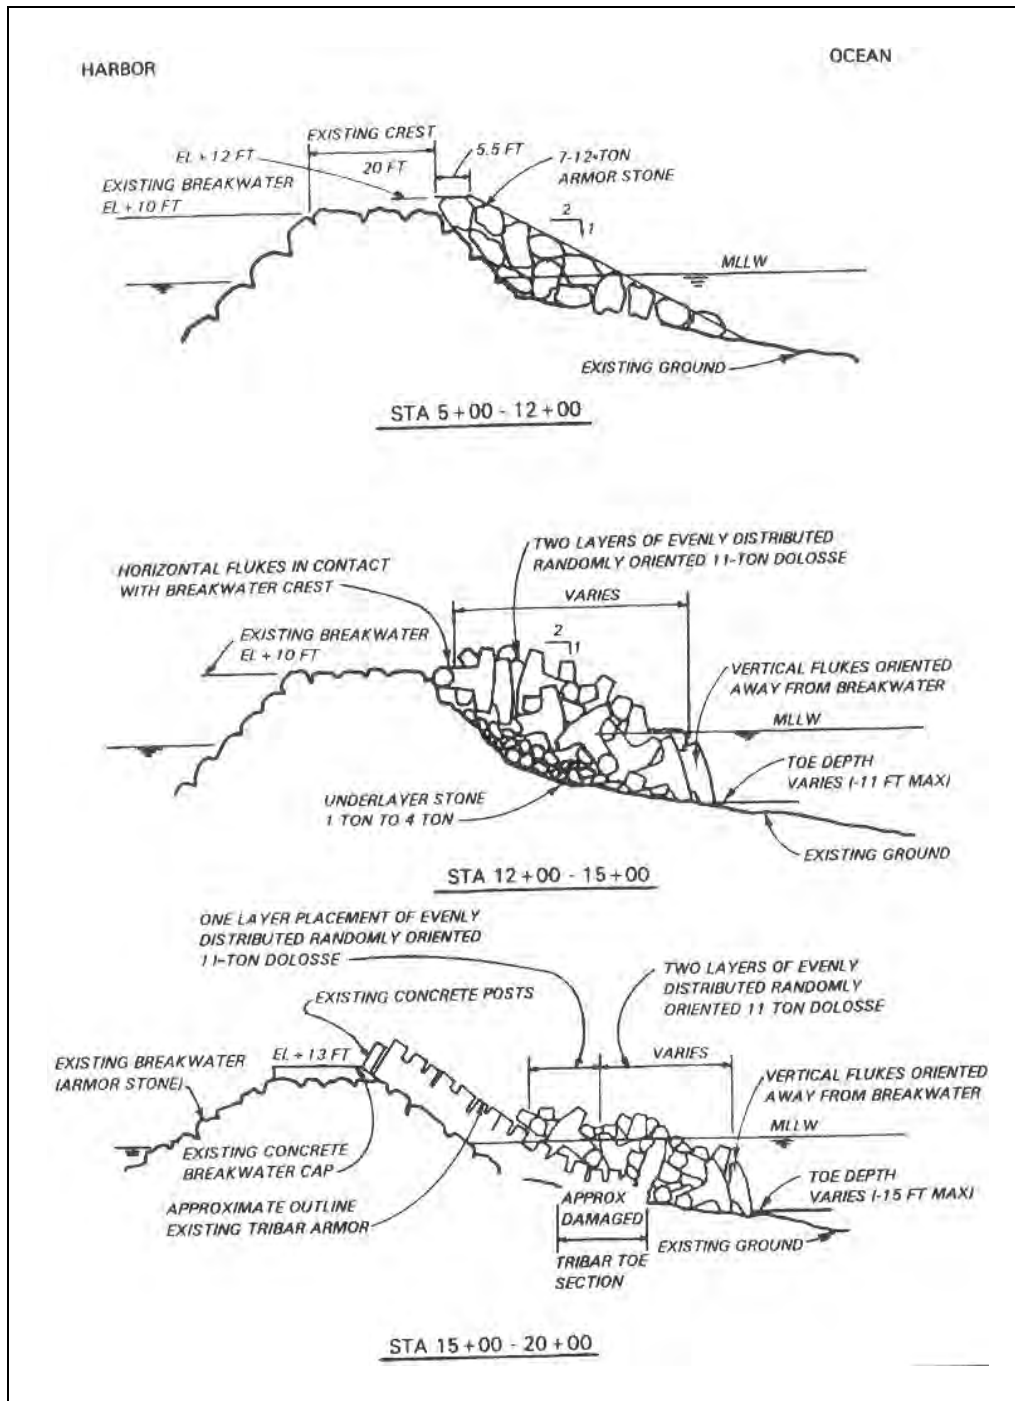 HARBOR
OCEAN
EXISTING CREST
EL + 12 FT
20 FT
5.5 FT
7-12-TON
ARMOR STONE
EXISTING BREAKWATER
EL + 10 FT
2
1
MLLW
EXISTING GROUND
STA 5+00 - 12+00
TWO LAYERS OF EVENLY DISTRIBUTED
RANDOMLY ORIENTED 11-TON DOLOSSE
HORIZONTAL FLUKES IN CONTACT
WITH BREAKWATER CREST
VARIES
EXISTING BREAKWATER
EL + 10 FT
2
1
VERTICAL FLUKES ORIENTED
AWAY FROM BREAKWATER
MLLW
TOE DEPTH
VARIES (-11 FT MAX)
UNDERLAYER STONE
1 TON TO 4 TON
EXISTING GROUND
STA 12+00 - 15+00
ONE LAYER PLACEMENT OF EVENLY
DISTRIBUTED RANDOMLY ORIENTED
11-TON DOLOSSE
TWO LAYERS OF EVENLY
DISTRIBUTED RANDOMLY
ORIENTED 11 TON DOLOSSE
EXISTING CONCRETE POSTS
EXISTING BREAKWATER
(ARMOR STONE)
EL + 13 FT
VARIES
VERTICAL FLUKES ORIENTED
AWAY FROM BREAKWATER
MLLW
EXISTING CONCRETE
BREAKWATER CAP
TOE DEPTH
VARIES (-15 FT MAX)
APPROXIMATE OUTLINE
EXISTING TRIBAR ARMOR
APPROX
DAMAGED
TRIBAR TOE
SECTION
EXISTING GROUND
STA 15+00 - 20+00